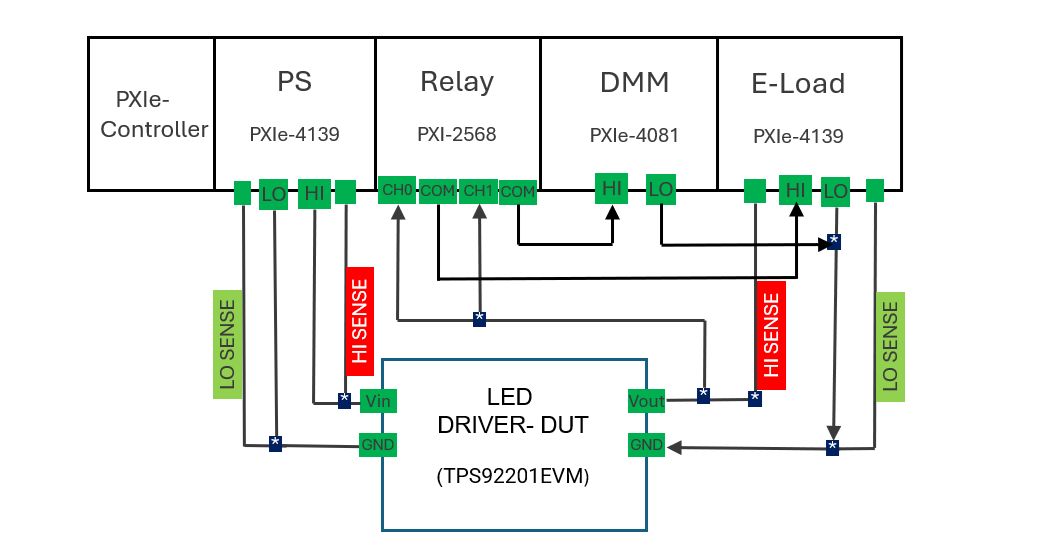 PS
Relay
DMM
E-Load
PXIe-
Controller
PXIe-4139
PXI-2568
PXIe-4081
PXIe-4139
LO
HI
CH0
COM
CH1
COM
HI
LO
HI
LO
*
*
LO SENSE
HI SENSE
HI SENSE
LO SENSE
*
*
*
Vin
LED
DRIVER- DUT
(TPS92201EVM)
Vout
*
GND
GND
*